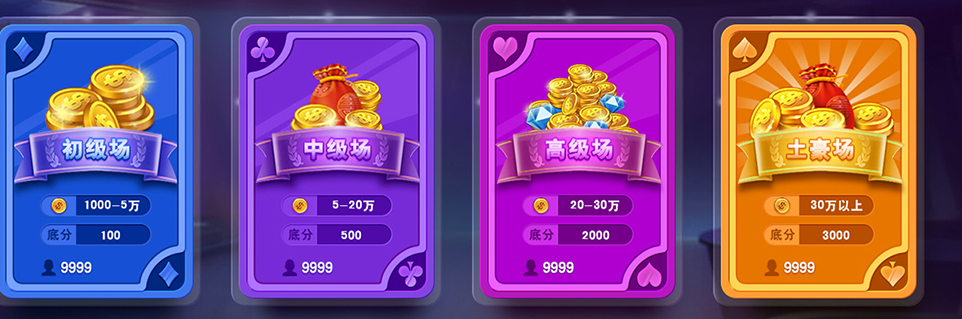 初级场
1000-5万
底分 100
9999
中级场
5-20万
底分 500
9999
高级场
20-30万
底分 2000
9999
土豪场
30万以上
底分 3000
9999